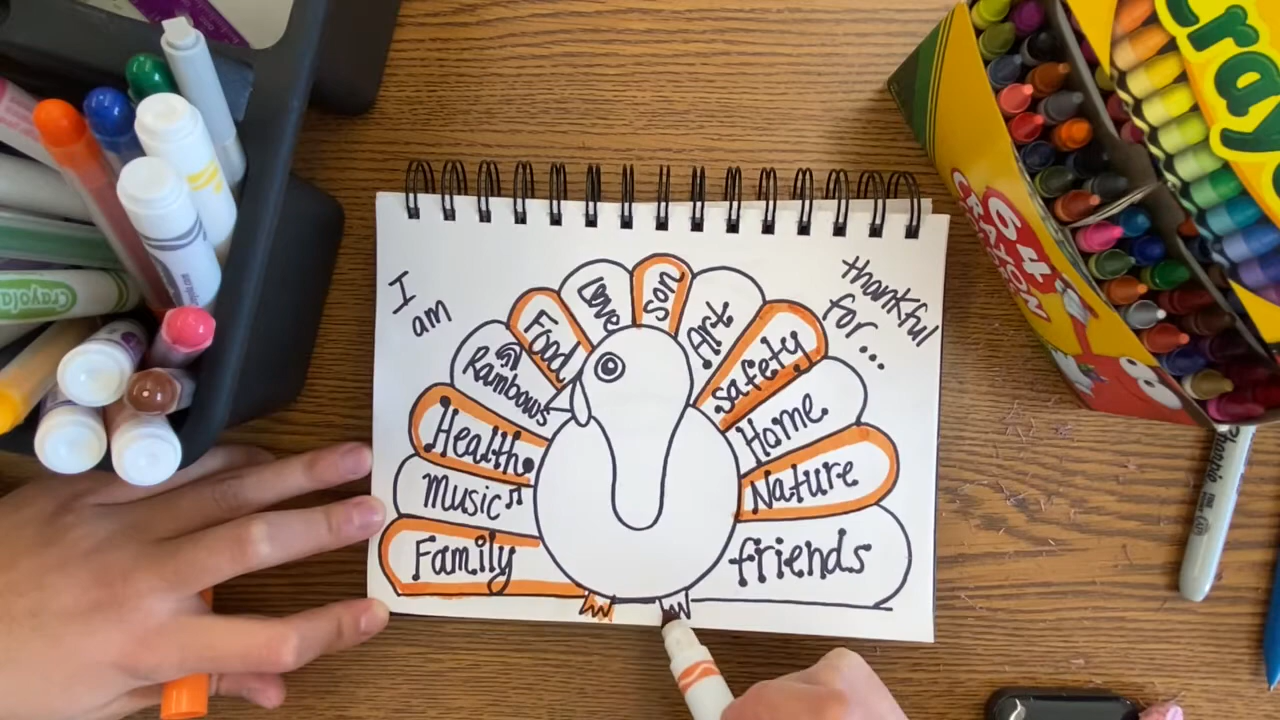 I am
thankful
for...
Family
Music
Health
Rainbows
Food
Love
Son
Art
Safety
Home
Nature
friends
Crayola
64
CRAYON
Cray
Sharpie